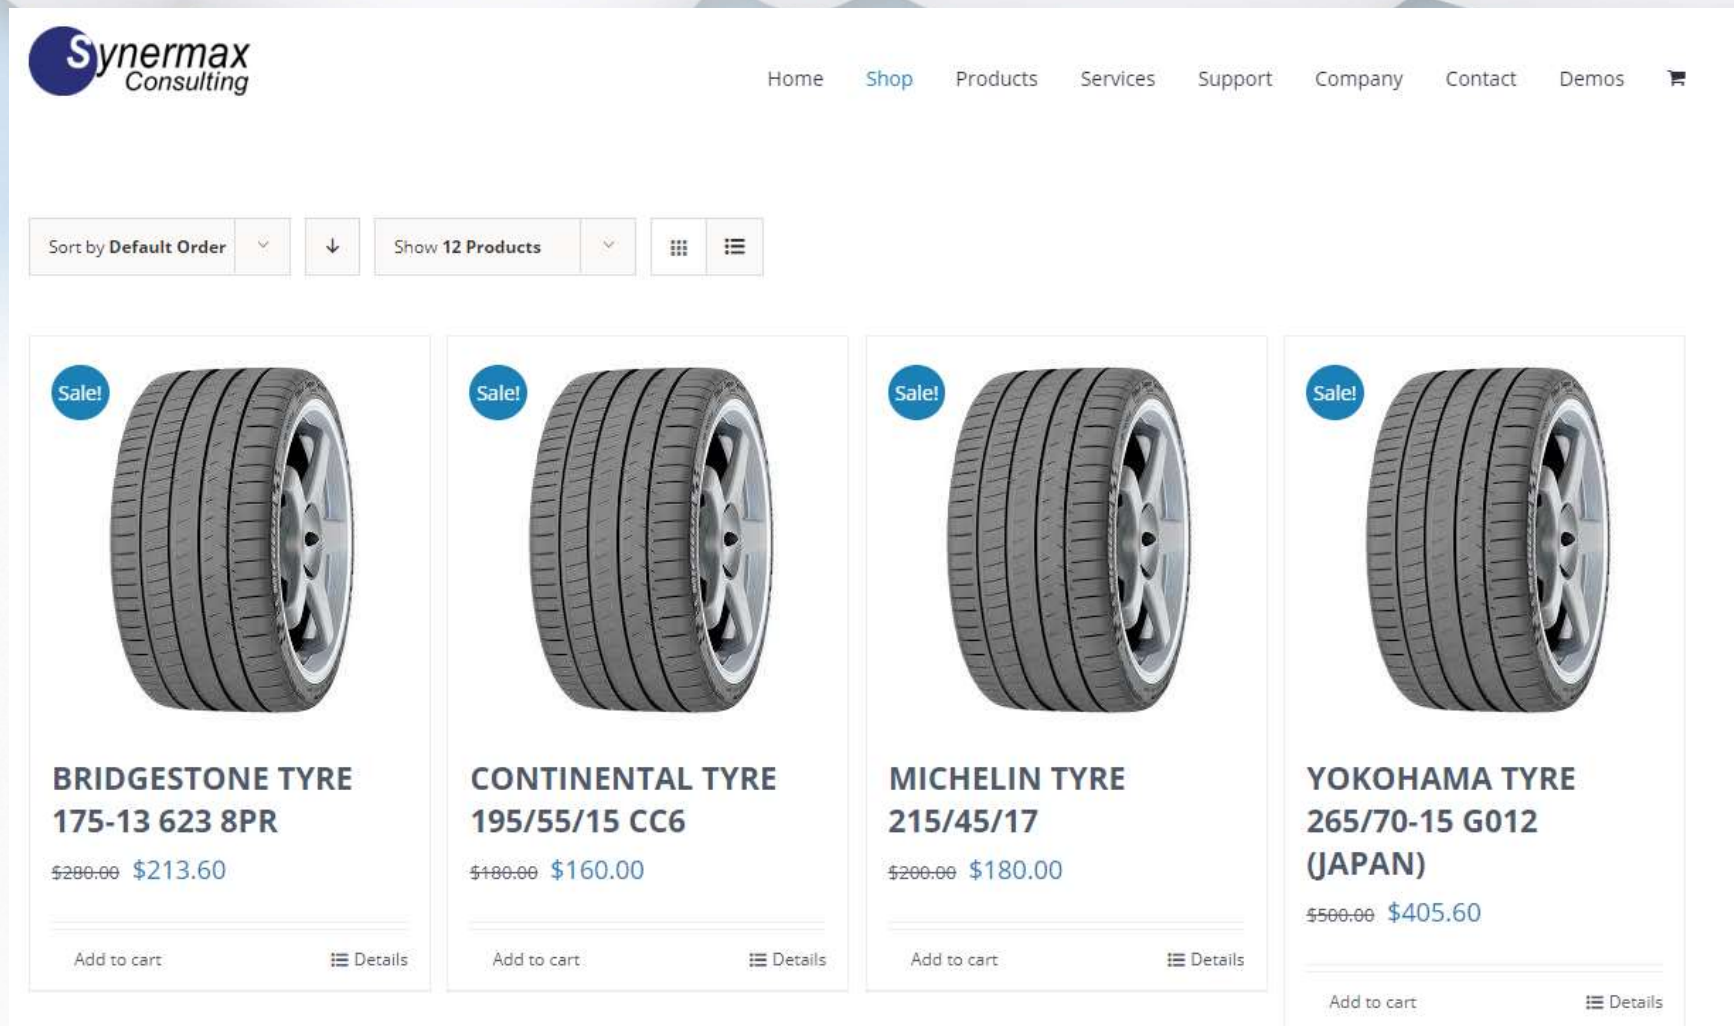 Synermax
Consulting
Home Shop Products Services Support Company Contact Demos
Sort by Default Order
Show 12 Products
Sale!
BRIDGESTONE TYRE
175-13 623 8PR
$280.00 $213.60
Add to cart Details
Sale!
CONTINENTAL TYRE
195/55/15 CC6
$180.00 $160.00
Add to cart Details
Sale!
MICHELIN TYRE
215/45/17
$200.00 $180.00
Add to cart Details
Sale!
YOKOHAMA TYRE
265/70-15 G012
(JAPAN)
$500.00 $405.60
Add to cart Details